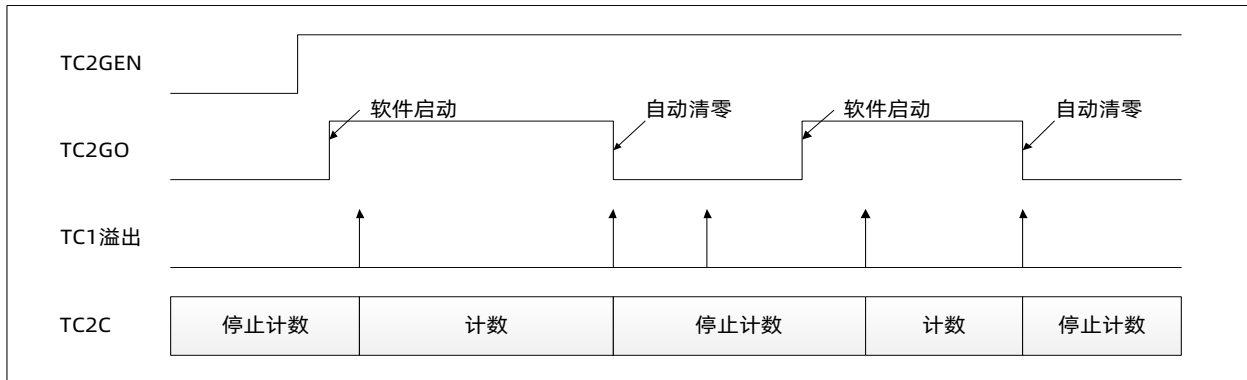 TC2GEN
软件启动 自动清零 软件启动 自动清零
TC2GO
TC1溢出
TC2C 停止计数 计数 停止计数 计数 停止计数